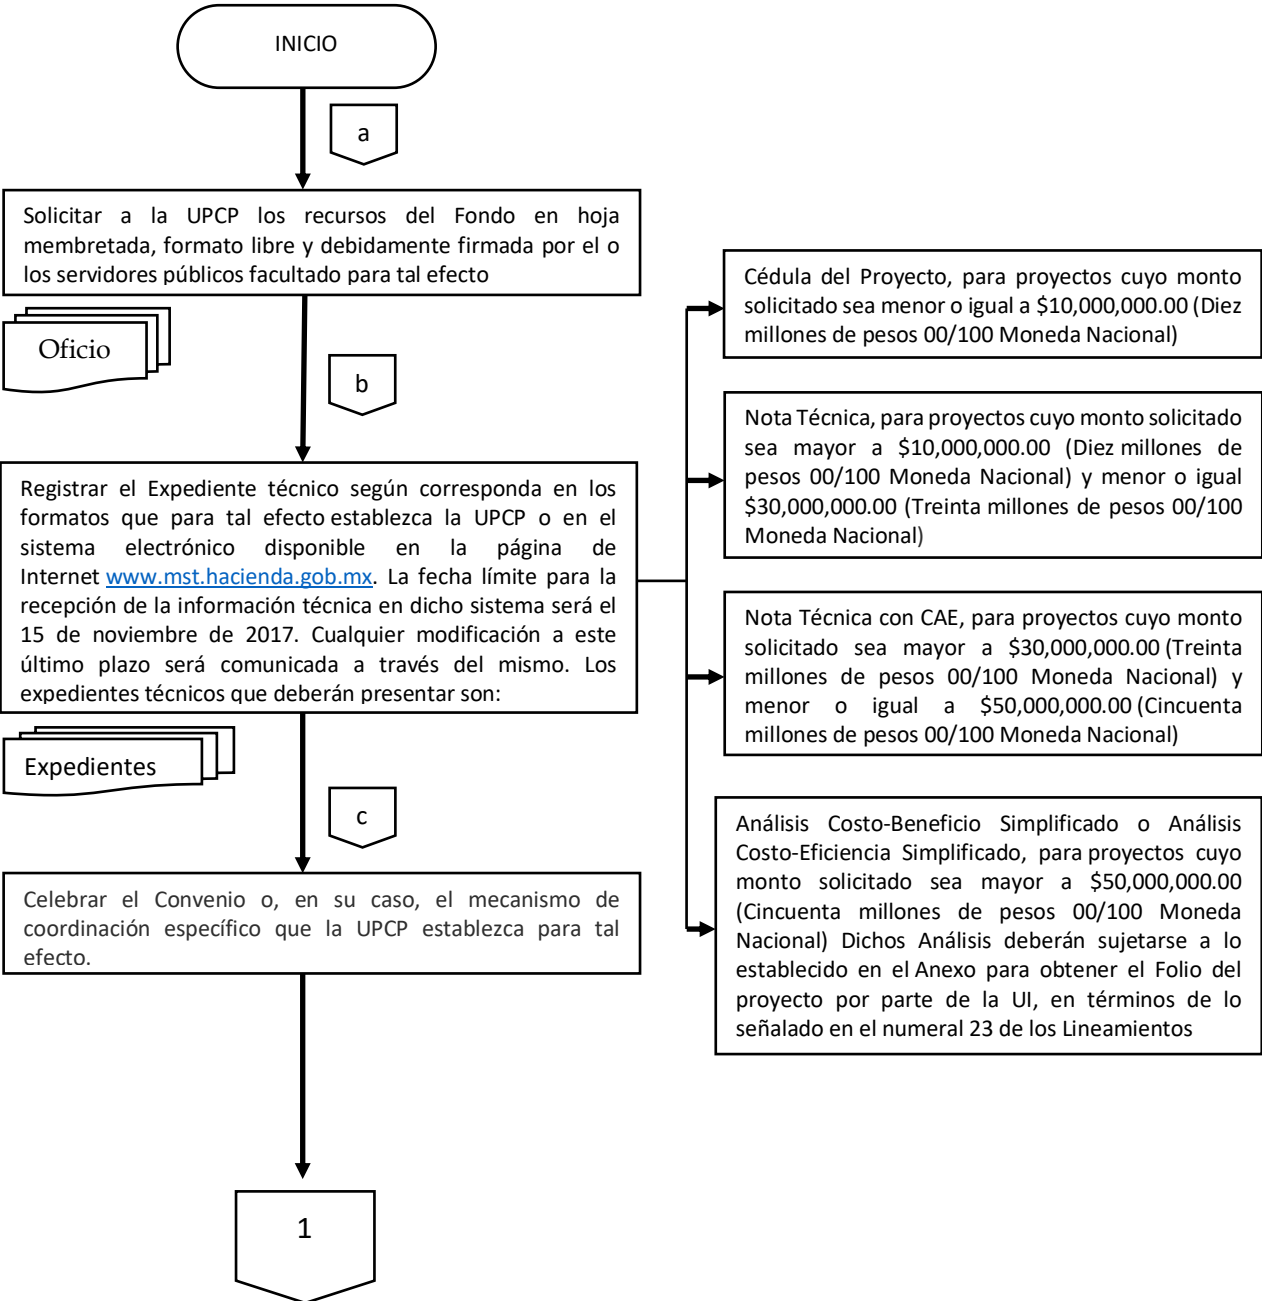 INICIO
a
Solicitar a la UPCP los recursos del Fondo en hoja
membretada, formato libre y debidamente firmada por el o
los servidores públicos facultado para tal efecto
Oficio
b
Registrar el Expediente técnico según corresponda en los
formatos que para tal efecto establezca la UPCP o en el
sistema electrónico disponible en la página de
Internet www.mst.hacienda.gob.mx. La fecha límite para la
recepción de la información técnica en dicho sistema será el
15 de noviembre de 2017. Cualquier modificación a este
último plazo será comunicada a través del mismo. Los
expedientes técnicos que deberán presentar son:
Cédula del Proyecto, para proyectos cuyo monto
solicitado sea menor o igual a $10,000,000.00 (Diez
millones de pesos 00/100 Moneda Nacional)
Nota Técnica, para proyectos cuyo monto solicitado
sea mayor a $10,000,000.00 (Diez millones de
pesos 00/100 Moneda Nacional) y menor o igual
$30,000,000.00 (Treinta millones de pesos 00/100
Moneda Nacional)
Nota Técnica con CAE, para proyectos cuyo monto
solicitado sea mayor a $30,000,000.00 (Treinta
millones de pesos 00/100 Moneda Nacional) y
menor o igual a $50,000,000.00 (Cincuenta
millones de pesos 00/100 Moneda Nacional)
Análisis Costo-Beneficio Simplificado o Análisis
Costo-Eficiencia Simplificado, para proyectos cuyo
monto solicitado sea mayor a $50,000,000.00
(Cincuenta millones de pesos 00/100 Moneda
Nacional) Dichos Análisis deberán sujetarse a lo
establecido en el Anexo para obtener el Folio del
proyecto por parte de la UI, en términos de lo
señalado en el numeral 23 de los Lineamientos
Expedientes
c
Celebrar el Convenio o, en su caso, el mecanismo de
coordinación específico que la UPCP establezca para tal
efecto.
1